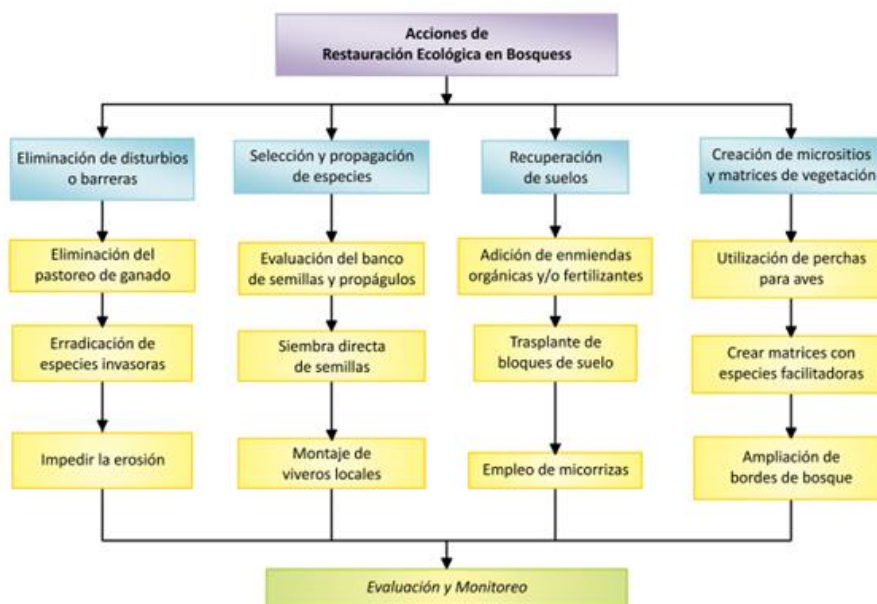 Acciones de
Restauración Ecológica en Bosquess
Eliminación de disturbios
o barreras
Selección y propagación
de especies
Recuperación
de suelos
Creación de micrositios
y matrices de vegetación
Eliminación del
pastoreo de ganado
Evaluación del banco
de semillas y propágulos
Adición de enmiendas
orgánicas y/o fertilizantes
Utilización de perchas
para aves
Erradicación de
especies invasoras
Siembra directa
de semillas
Trasplante de
bloques de suelo
Crear matrices con
especies facilitadoras
Impedir la erosión
Montaje de
viveros locales
Empleo de micorrizas
Ampliación de
bordes de bosque
Evaluación y Monitoreo